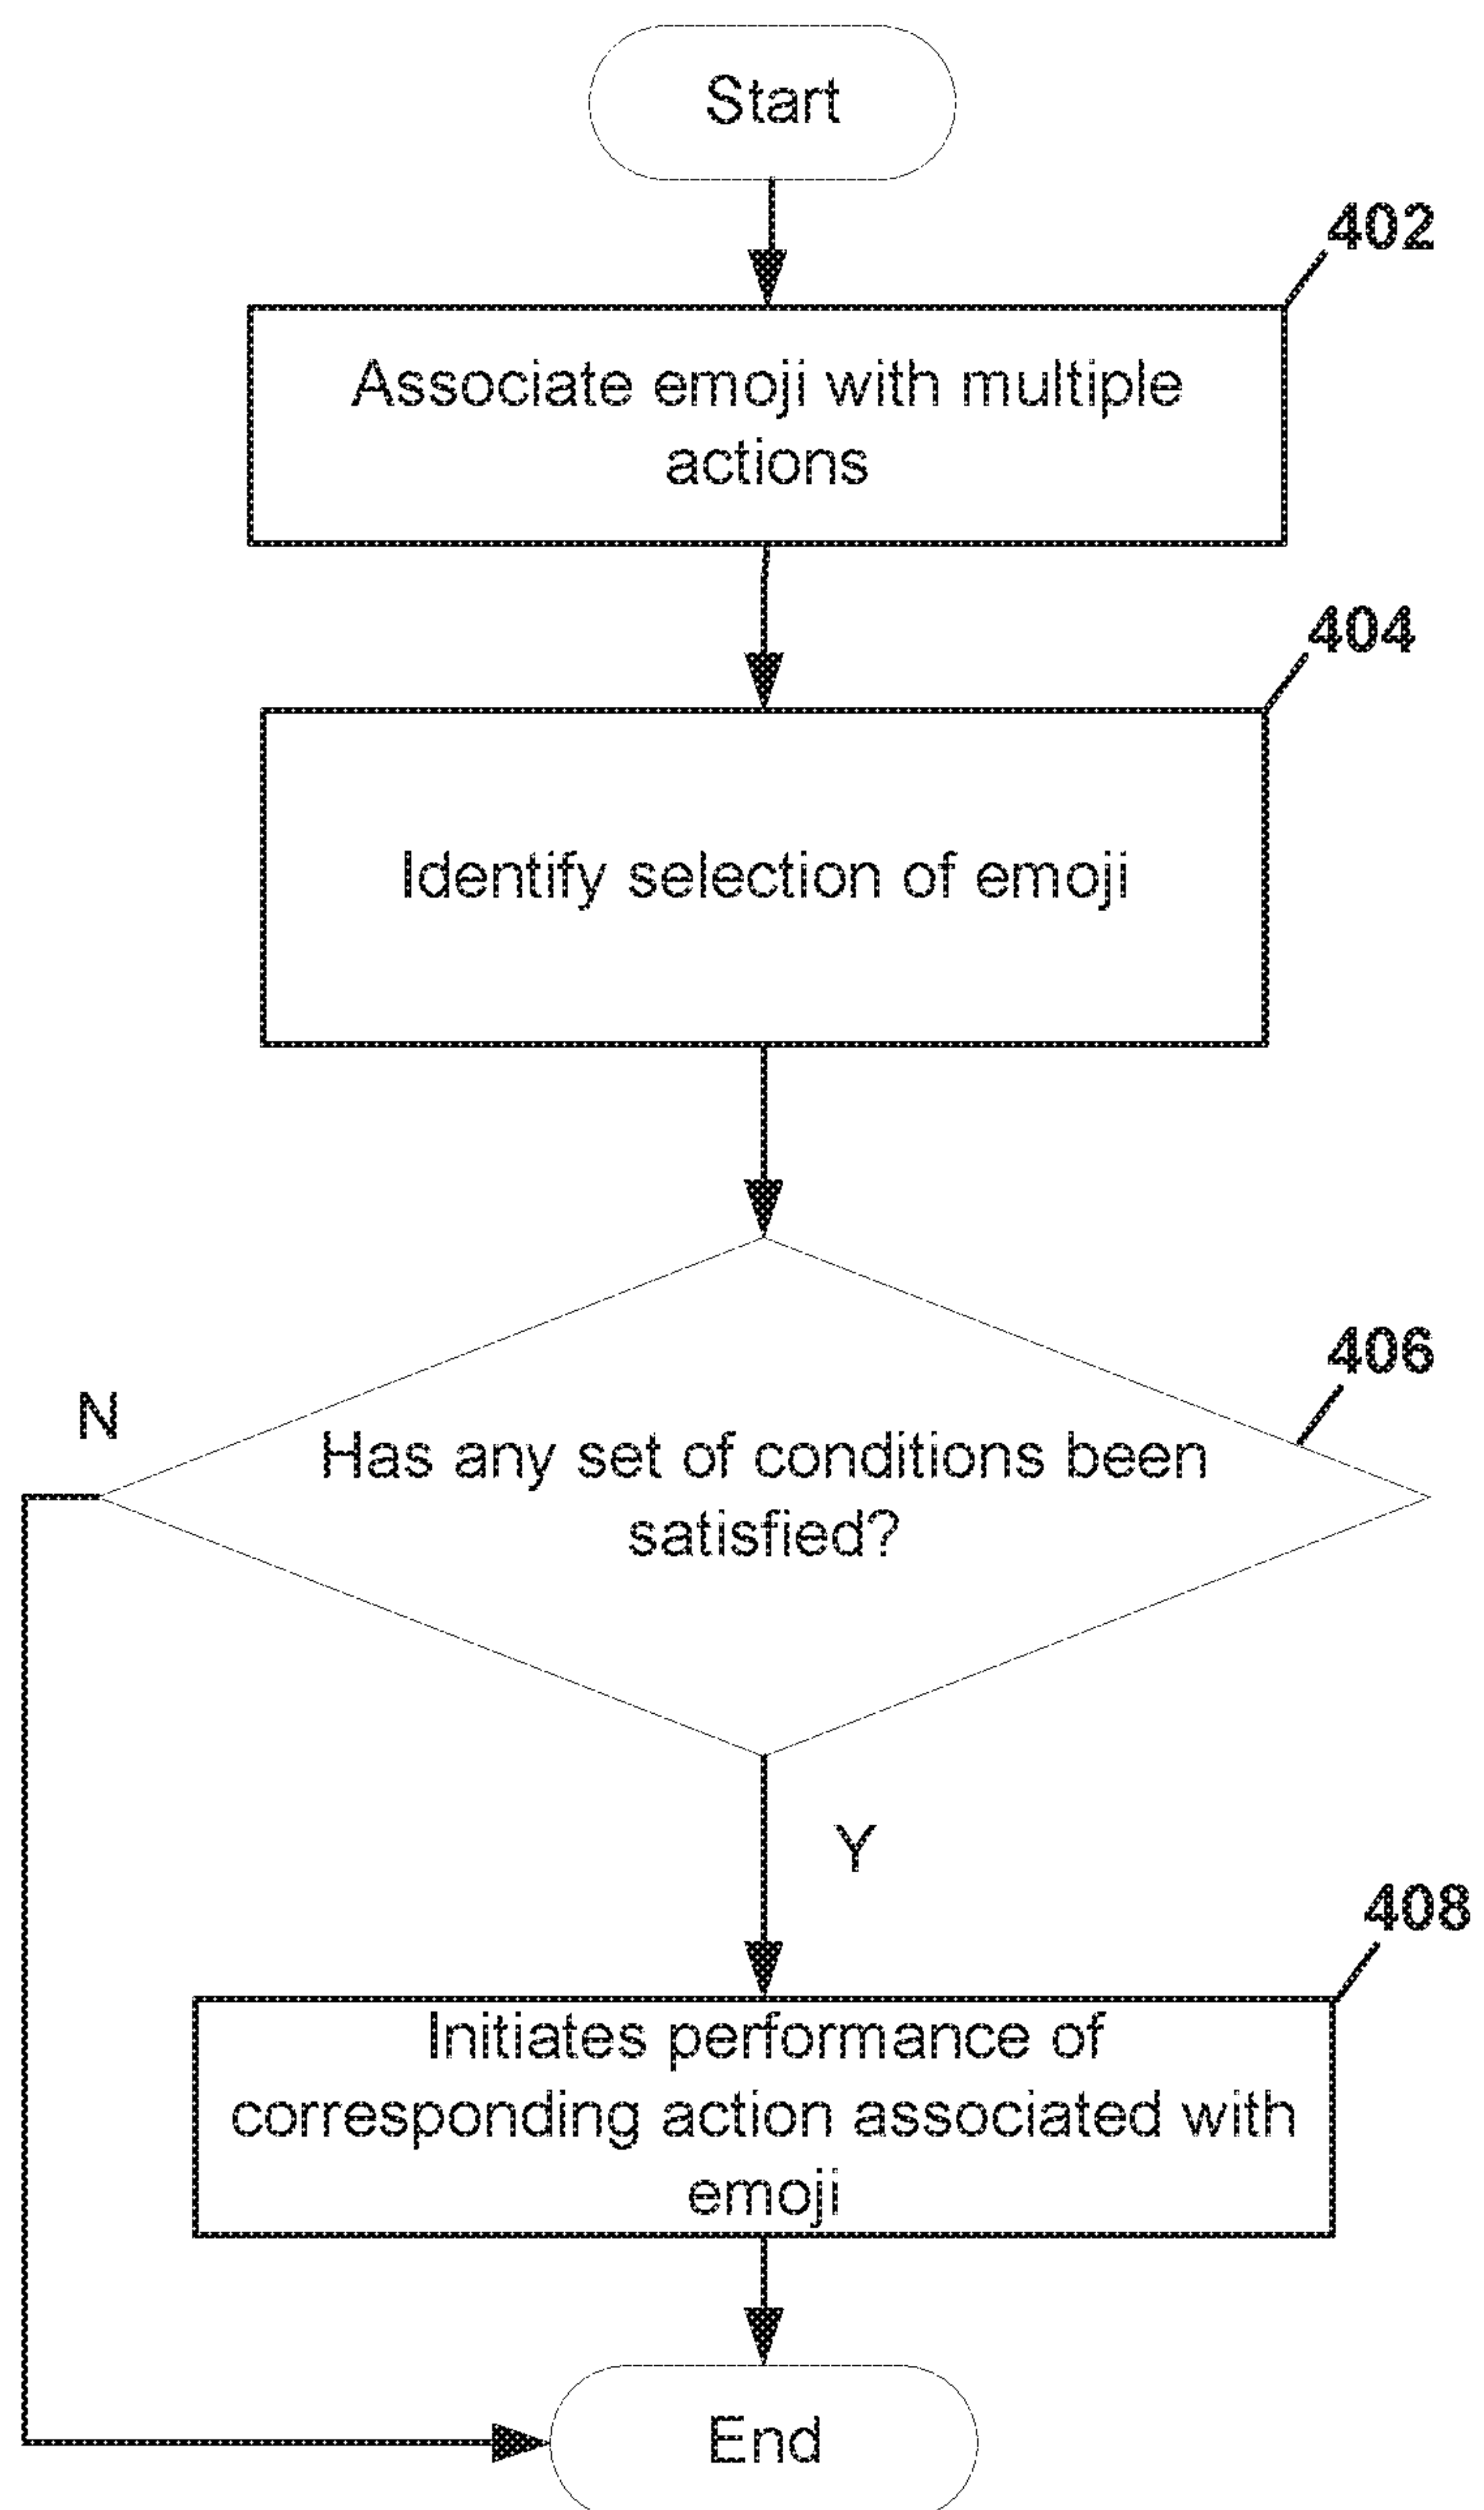 Start
402
Associate emoji with multiple
actions
404
Identify selection of emoji
406
N
Has any set of conditions been
satisfied?
Y
408
Initiates performance of
corresponding action associated with
emoji
End